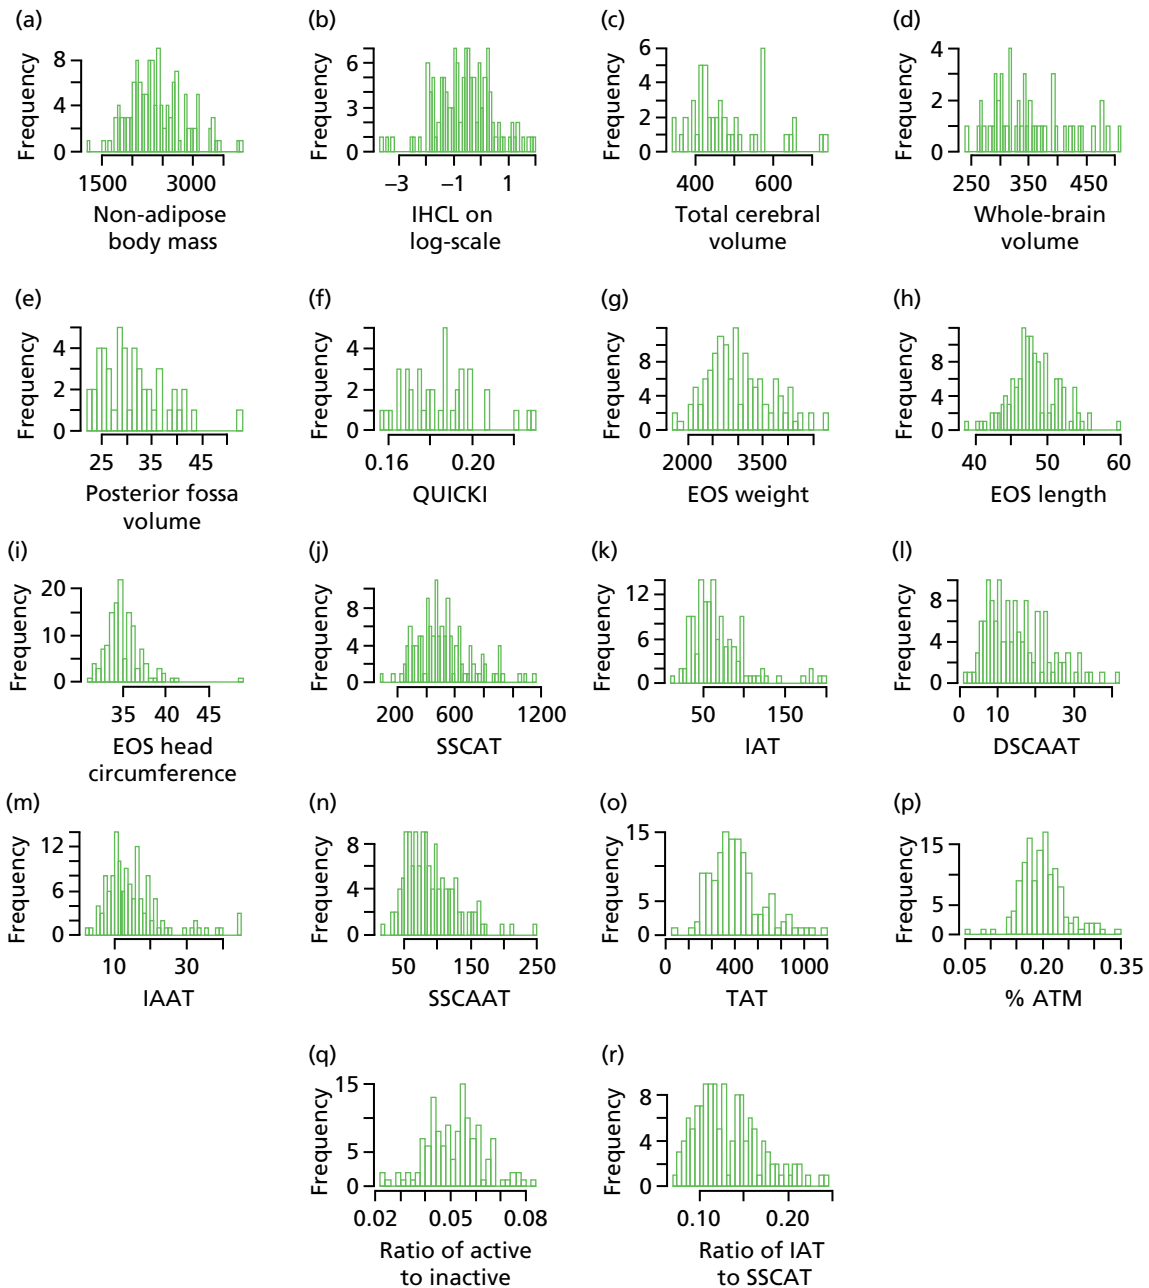 (a)
Frequency
8
4
0
1500 3000
Non-adipose
body mass
(b)
Frequency
6
3
0
−3 −1 1
IHCL on
log-scale
(c)
Frequency
6
4
2
0
400 600
Total cerebral
volume
(d)
Frequency
4
2
0
250 350 450
Whole-brain
volume
(e)
Frequency
4
2
0
25 35 45
Posterior fossa
volume
(f)
Frequency
4
2
0
0.16 0.20
QUICKI
(g)
Frequency
8
4
0
2000 3500
EOS weight
(h)
Frequency
8
4
0
40 50 60
EOS length
(i)
Frequency
20
10
0
35 40 45
EOS head
circumference
(j)
Frequency
8
4
0
200 600 1200
SSCAT
(k)
Frequency
12
6
0
50 150
IAT
(l)
Frequency
8
4
0
0 10 30
DSCAAT
(m)
Frequency
12
6
0
10 30
IAAT
(n)
Frequency
8
4
0
50 150 250
SSCAAT
(o)
Frequency
15
0
0 400 1000
TAT
(p)
Frequency
15
5
0
0.05 0.20 0.35
% ATM
(q)
Frequency
15
5
0
0.02 0.05 0.08
Ratio of active
to inactive
(r)
Frequency
8
4
0
0.10 0.20
Ratio of IAT
to SSCAT